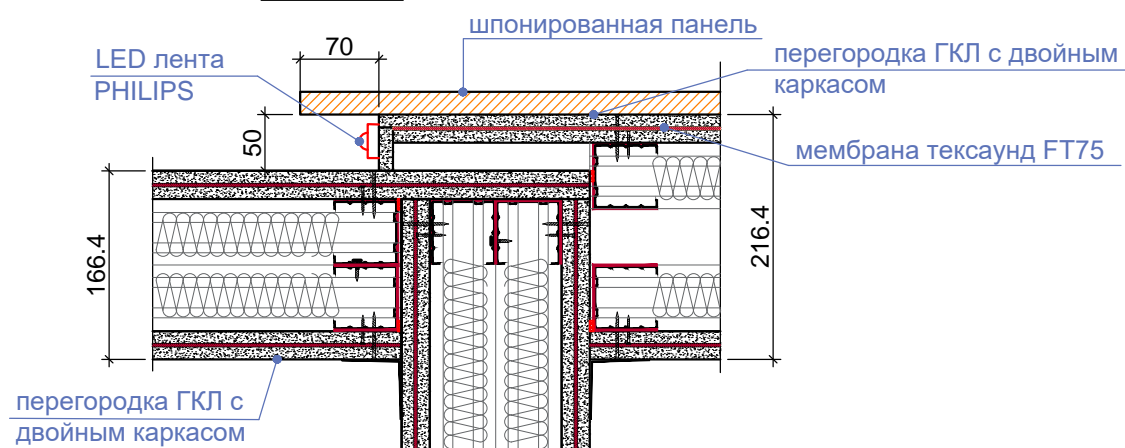 шпонированная панель
70
LED лента
PHILIPS
перегородка ГКЛ с двойным
каркасом
50
мембрана тексаунд FT75
166.4
216.4
перегородка ГКЛ с
двойным каркасом